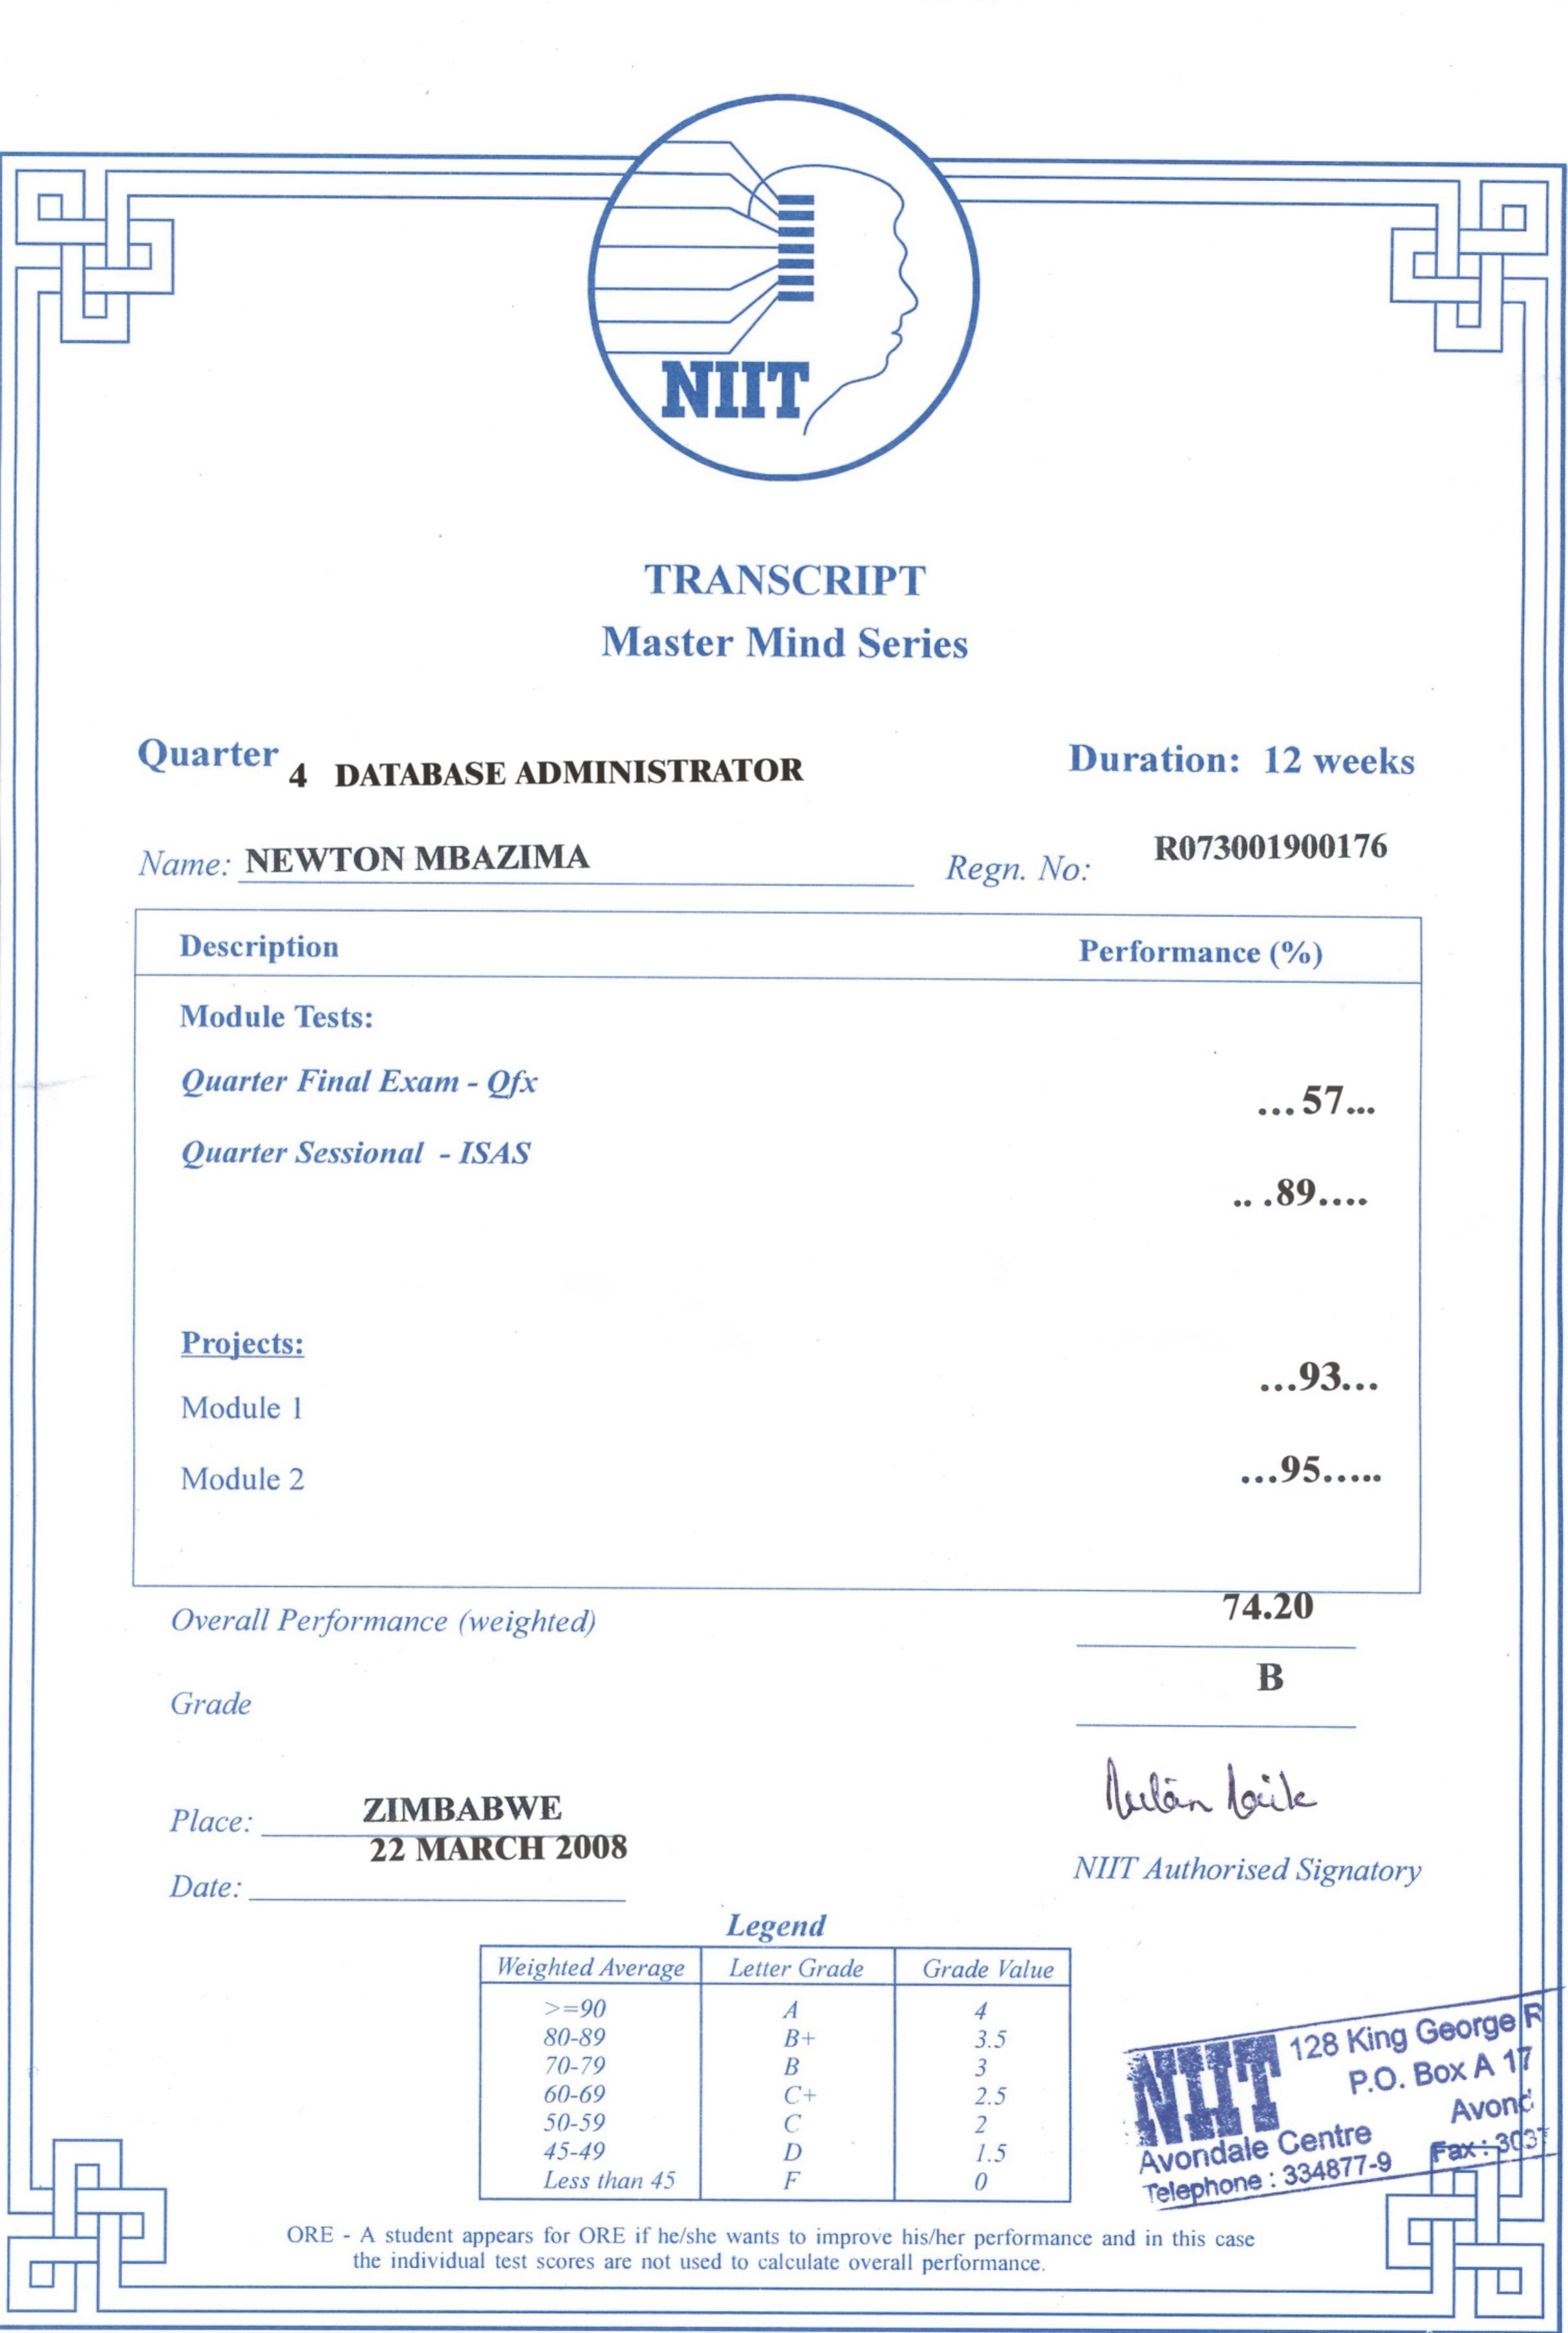 NIIT
TRANSCRIPT
Master Mind Series
Quarter 4 DATABASE ADMINISTRATOR Duration: 12 weeks
Name: NEWTON MBAZIMA Regn. No: R073001900176
Description Performance (%)
Module Tests:
Quarter Final Exam - Qfx ...57...
Quarter Sessional - ISAS .. .89....
Projects:
Module 1 ...93...
Module 2 ...95.....
Overall Performance (weighted) 74.20
Grade B
Place: ZIMBABWE
Date: 22 MARCH 2008
NIIT Authorised Signatory
Legend
Weighted Average Letter Grade Grade Value
>=90 A 4
80-89 B+ 3.5
70-79 B 3
60-69 C+ 2.5
50-59 C 2
45-49 D 1.5
Less than 45 F 0
NIIT 128 King George R
P.O. Box A 17
Avond
Avondale Centre
Telephone : 334877-9 Fax : 303
ORE - A student appears for ORE if he/she wants to improve his/her performance and in this case
the individual test scores are not used to calculate overall performance.